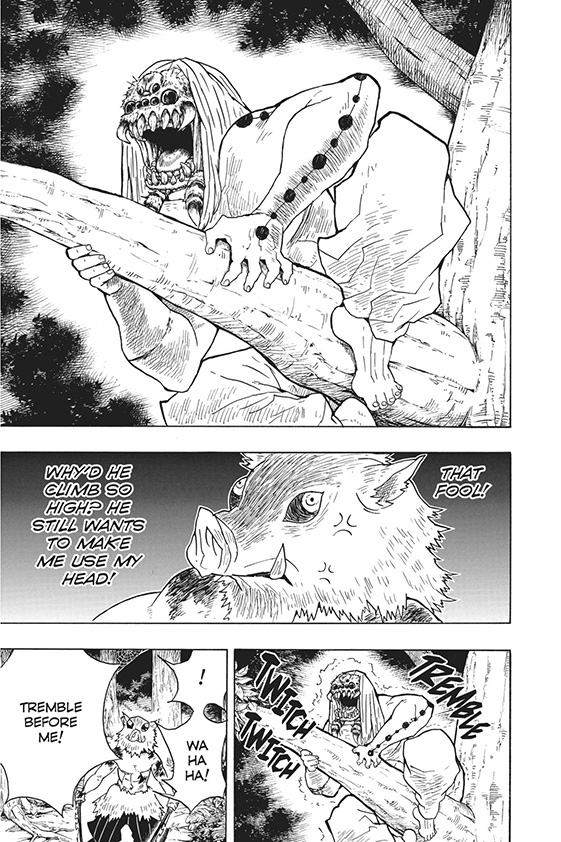 THAT
FOOL!
WHY'D HE
CLIMB SO
HIGH? HE
STILL WANTS
TO MAKE
ME USE MY
HEAD!
TREMBLE
TWITCH
TWITCH
!
WA
HA
HA!
TREMBLE
BEFORE
ME!